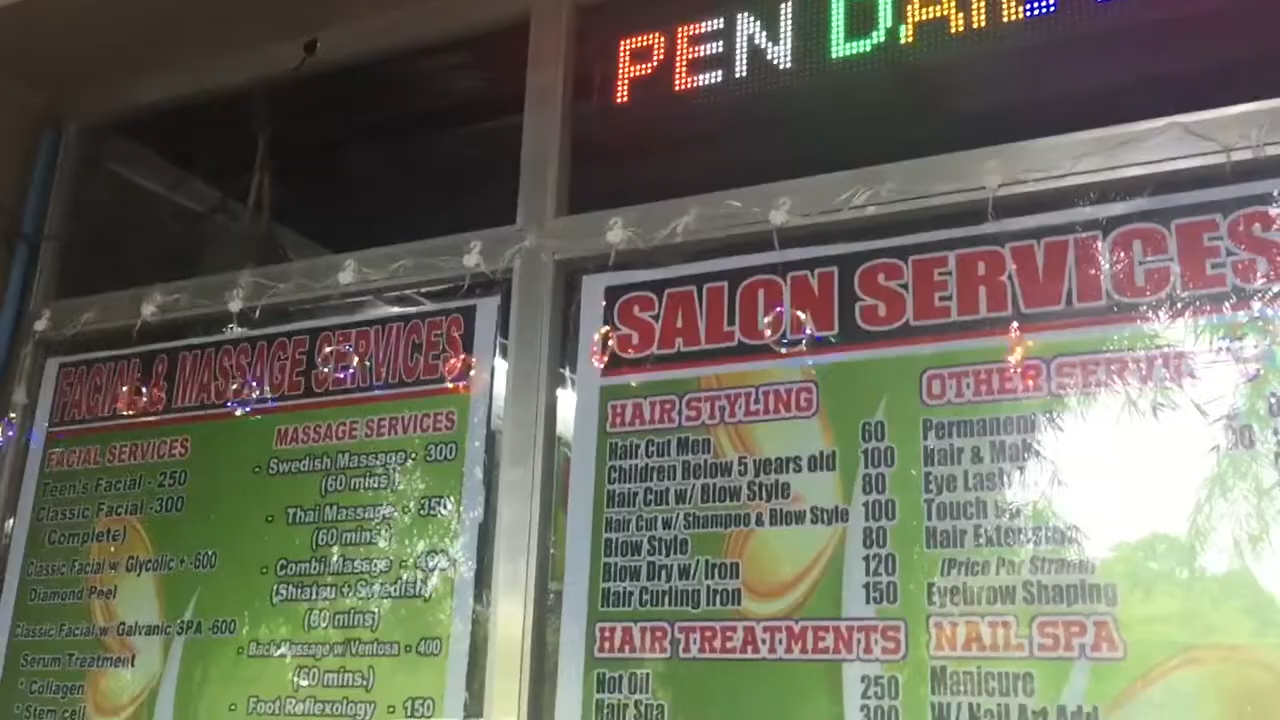 PEN DAIL
FACIAL & MASSAGE SERVICES
FACIAL SERVICES
Teen's Facial - 250
Classic Facial -300
(Complete)
Classic Facial w/ Glycolic + -600
Diamond Peel
Classic Facial w/ Galvanic SPA -600
Serum Treatment
* Collagen
* Stem cell
MASSAGE SERVICES
- Swedish Massage - 300
(60 mins)
- Thai Massage - 350
(60 mins)
- Combi Massage -
(Shiatsu + Swedish)
(60 mins)
- Back Massage w/Ventosa - 400
(60 mins.)
- Foot Reflexology - 150
SALON SERVICES
HAIR STYLING
Hair Cut Men 60
Children Below 5 years old 100
Hair Cut w/ Blow Style 80
Hair Cut w/ Shampoo & Blow Style 100
Blow Style 80
Blow Dry w/ Iron 120
Hair Curling Iron 150
HAIR TREATMENTS
Hot Oil 250
Hair Spa 300
OTHER
Permanent
Hair &
Eye Lash
Touch
Hair Extension
(Price Per Strand)
Eyebrow Shaping
NAIL SPA
Manicure
W/ Nail Art Add